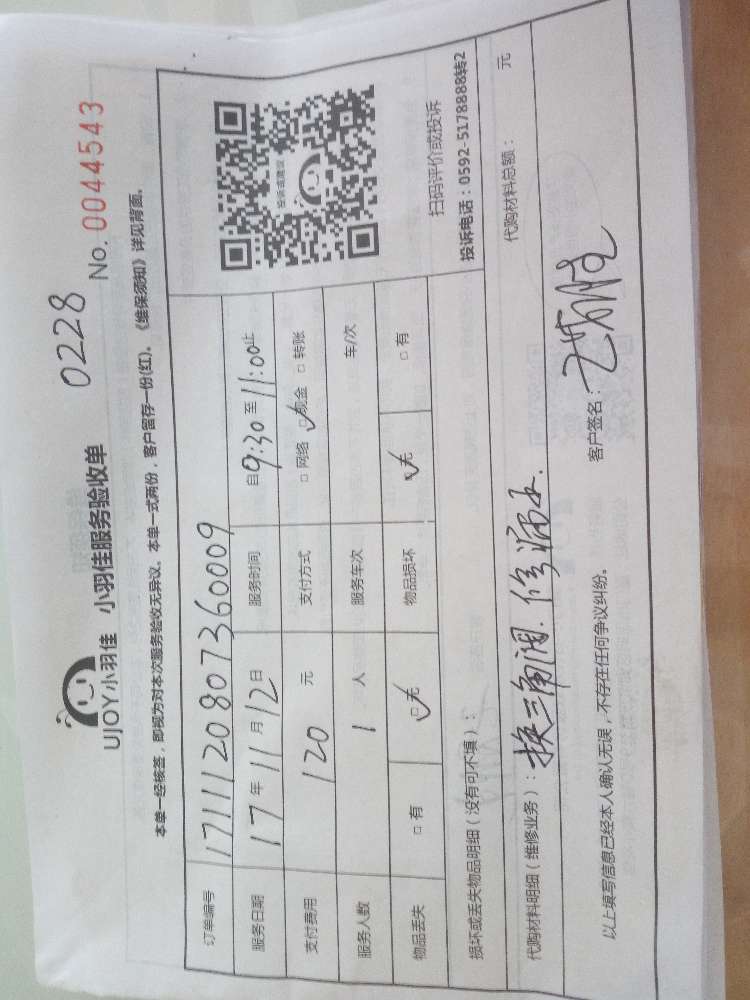 0228
UJOY小羽佳 小羽佳服务验收单 No. 0044543
本单一经核签，即视为对本次服务验收无异议。本单一式两份，客户留存一份(红)。《维保须知》详见背面。
订单编号 17111120807360009
服务日期 17年11月12日 服务时间 自9:30至11:00止
支付费用 120元 支付方式 □网络 □现金 □转账
服务人数 1人 服务车次 车/次
物品丢失 □有 □无 物品损坏 □无 □有
投诉或建议
扫码评价或投诉
投诉电话：0592-5178888转2
损坏或丢失物品明细（没有可不填）：
代购材料明细（维修业务）：换三角阀.修漏水. 代购材料总额： 元
以上填写信息已经本人确认无误，不存在任何争议纠纷。 客户签名：